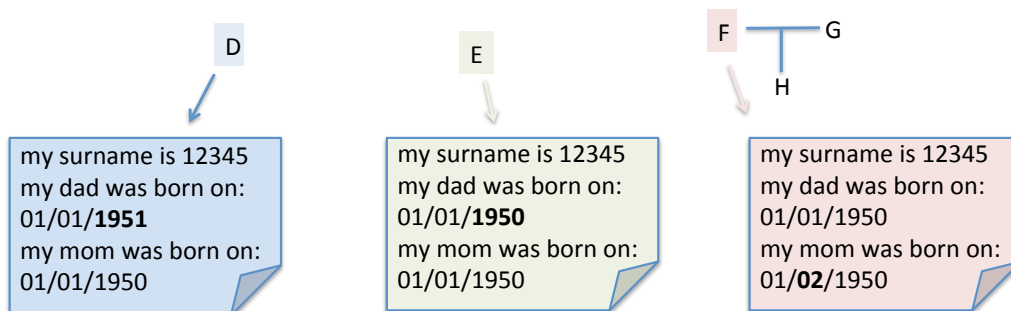 D
E
F
G
H
my surname is 12345
my dad was born on:
01/01/1951
my mom was born on:
01/01/1950
my surname is 12345
my dad was born on:
01/01/1950
my mom was born on:
01/01/1950
my surname is 12345
my dad was born on:
01/01/1950
my mom was born on:
01/02/1950